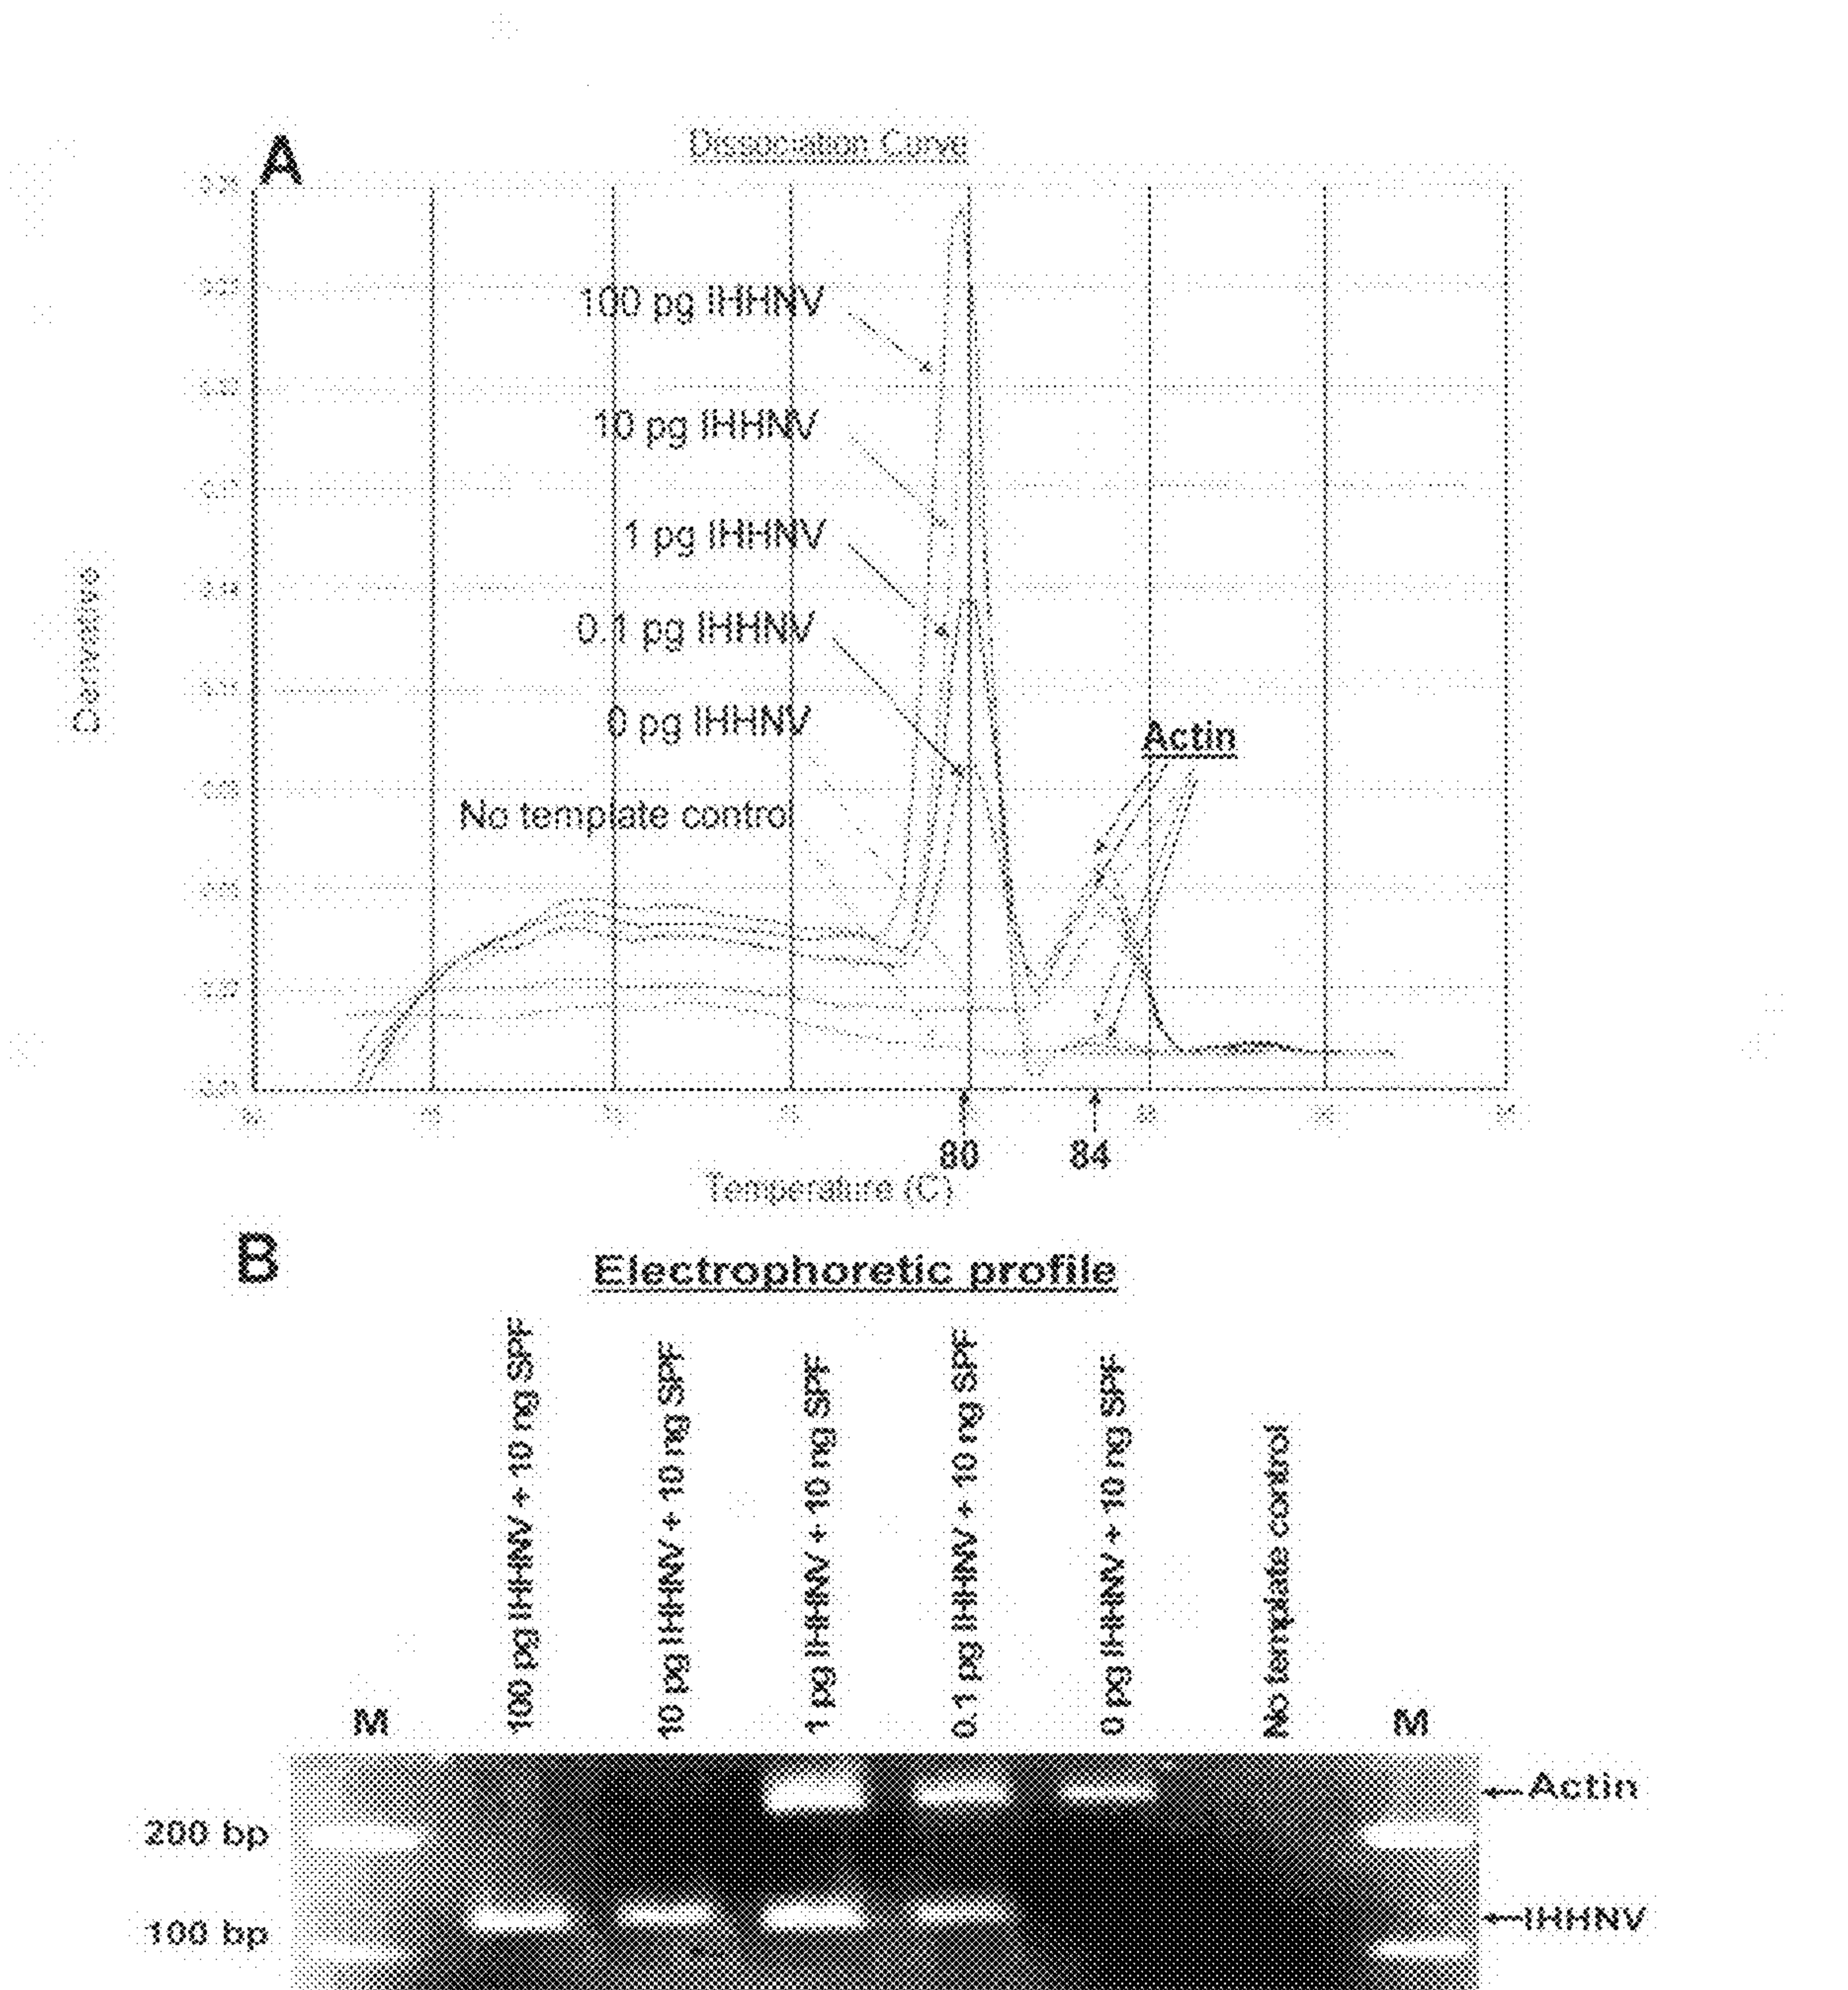 A
Dissociation Curve
100 pg IHHNV
10 pg IHHNV
1 pg IHHNV
0.1 pg IHHNV
0 pg IHHNV
No template control
Actin
Derivative
80
84
Temperature (C)
B
Electrophoretic profile
M
100 pg IHHNV + 10 ng SPF
10 pg IHHNV + 10 ng SPF
1 pg IHHNV + 10 ng SPF
0.1 pg IHHNV + 10 ng SPF
0 pg IHHNV + 10 ng SPF
No template control
M
Actin
200 bp
IHHNV
100 bp